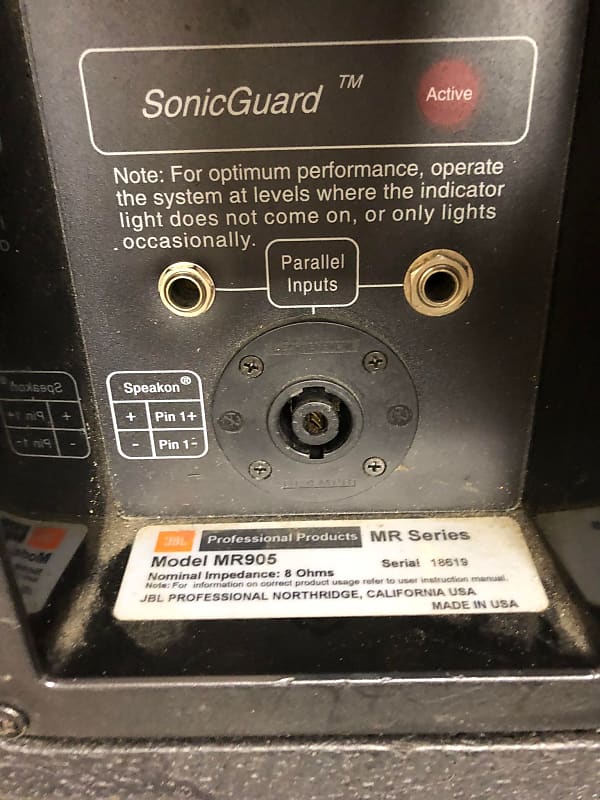 SonicGuard ™
Active
Note: For optimum performance, operate
the system at levels where the indicator
light does not come on, or only lights
occasionally.
Parallel
Inputs
Speakon®
+ Pin 1+
- Pin 1-
JBL Professional Products MR Series
Model MR905 Serial 18619
Nominal Impedance: 8 Ohms
Note: For information on correct product usage refer to user instruction manual.
JBL PROFESSIONAL NORTHRIDGE, CALIFORNIA USA
MADE IN USA